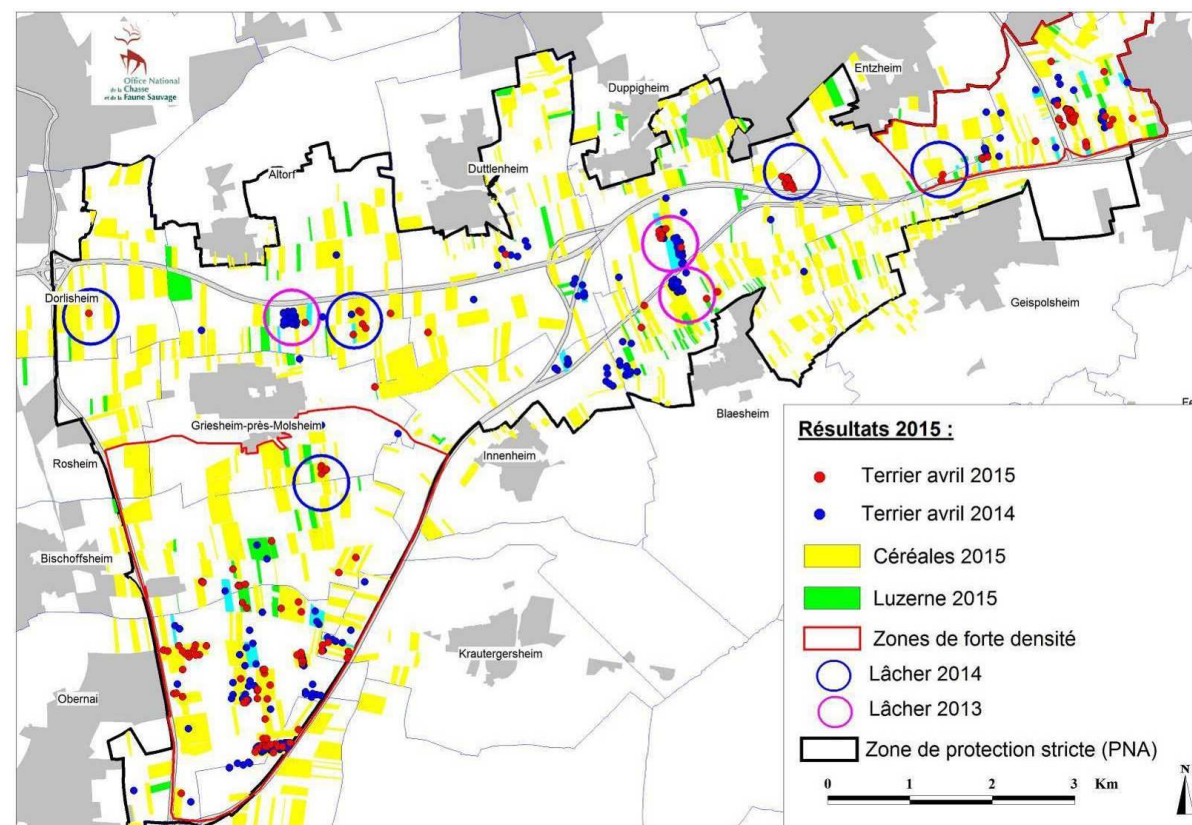 Office National
de la Chasse
et de la Faune Sauvage
Entzheim
Duppigheim
Duttlenheim
Altorf
Dorlisheim
Geispolsheim
Blaesheim
Griesheim-près-Molsheim
Innenheim
Rosheim
Bischoffsheim
Krautergersheim
Obernai
Fe
Résultats 2015 :
Terrier avril 2015
Terrier avril 2014
Céréales 2015
Luzerne 2015
Zones de forte densité
Lâcher 2014
Lâcher 2013
Zone de protection stricte (PNA)
0 1 2 3 Km
N